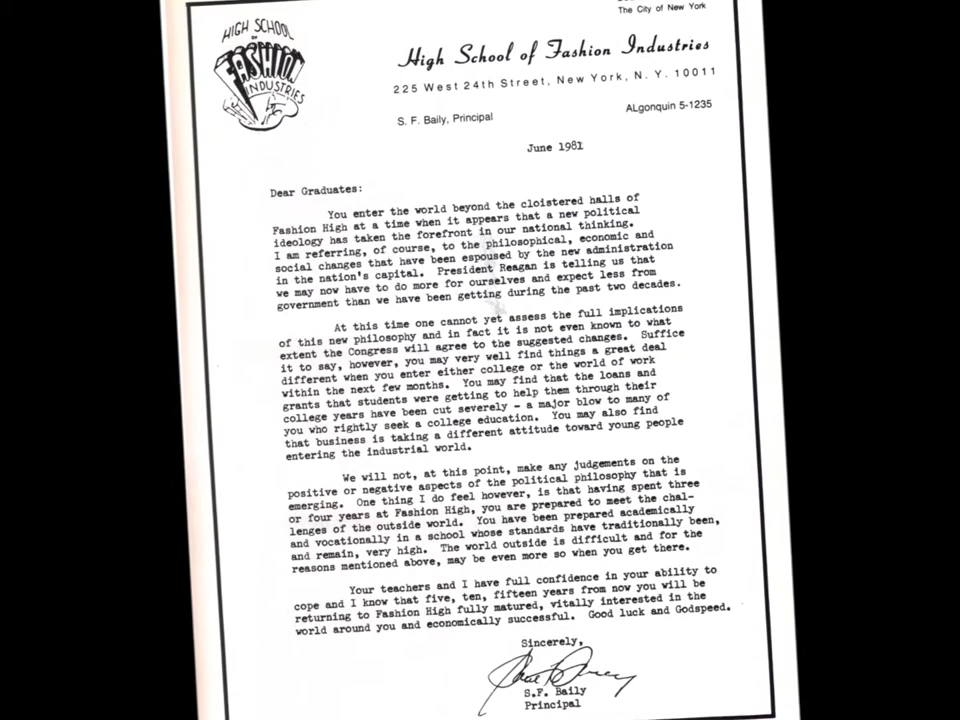 The City of New York
HIGH SCHOOL
OF
FASHION
INDUSTRIES
High School of Fashion Industries
225 West 24th Street, New York, N. Y. 10011
S. F. Baily, Principal
ALgonquin 5-1235
June 1981
Dear Graduates:
You enter the world beyond the cloistered halls of
Fashion High at a time when it appears that a new political
ideology has taken the forefront in our national thinking.
I am referring, of course, to the philosophical, economic and
social changes that have been espoused by the new administration
in the nation's capital. President Reagan is telling us that
we may now have to do more for ourselves and expect less from
government than we have been getting during the past two decades.
At this time one cannot yet assess the full implications
of this new philosophy and in fact it is not even known to what
extent the Congress will agree to the suggested changes. Suffice
it to say, however, you may very well find things a great deal
different when you enter either college or the world of work
within the next few months. You may find that the loans and
grants that students were getting to help them through their
college years have been cut severely - a major blow to many of
you who rightly seek a college education. You may also find
that business is taking a different attitude toward young people
entering the industrial world.
We will not, at this point, make any judgements on the
positive or negative aspects of the political philosophy that is
emerging. One thing I do feel however, is that having spent three
or four years at Fashion High, you are prepared to meet the chal-
lenges of the outside world. You have been prepared academically
and vocationally in a school whose standards have traditionally been,
and remain, very high. The world outside is difficult and for the
reasons mentioned above, may be even more so when you get there.
Your teachers and I have full confidence in your ability to
cope and I know that five, ten, fifteen years from now you will be
returning to Fashion High fully matured, vitally interested in the
world around you and economically successful. Good luck and Godspeed.
Sincerely,
S.F. Baily
Principal